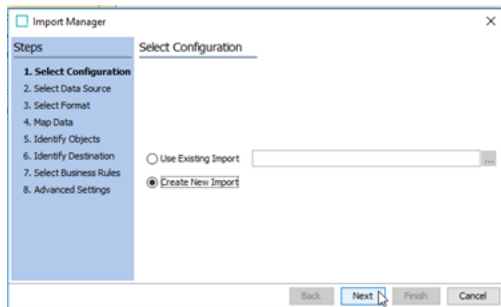 Import Manager
Steps
1. Select Configuration
2. Select Data Source
3. Select Format
4. Map Data
5. Identify Objects
6. Identify Destination
7. Select Business Rules
8. Advanced Settings
Select Configuration
Use Existing Import
...
Create New Import
Back Next Finish Cancel